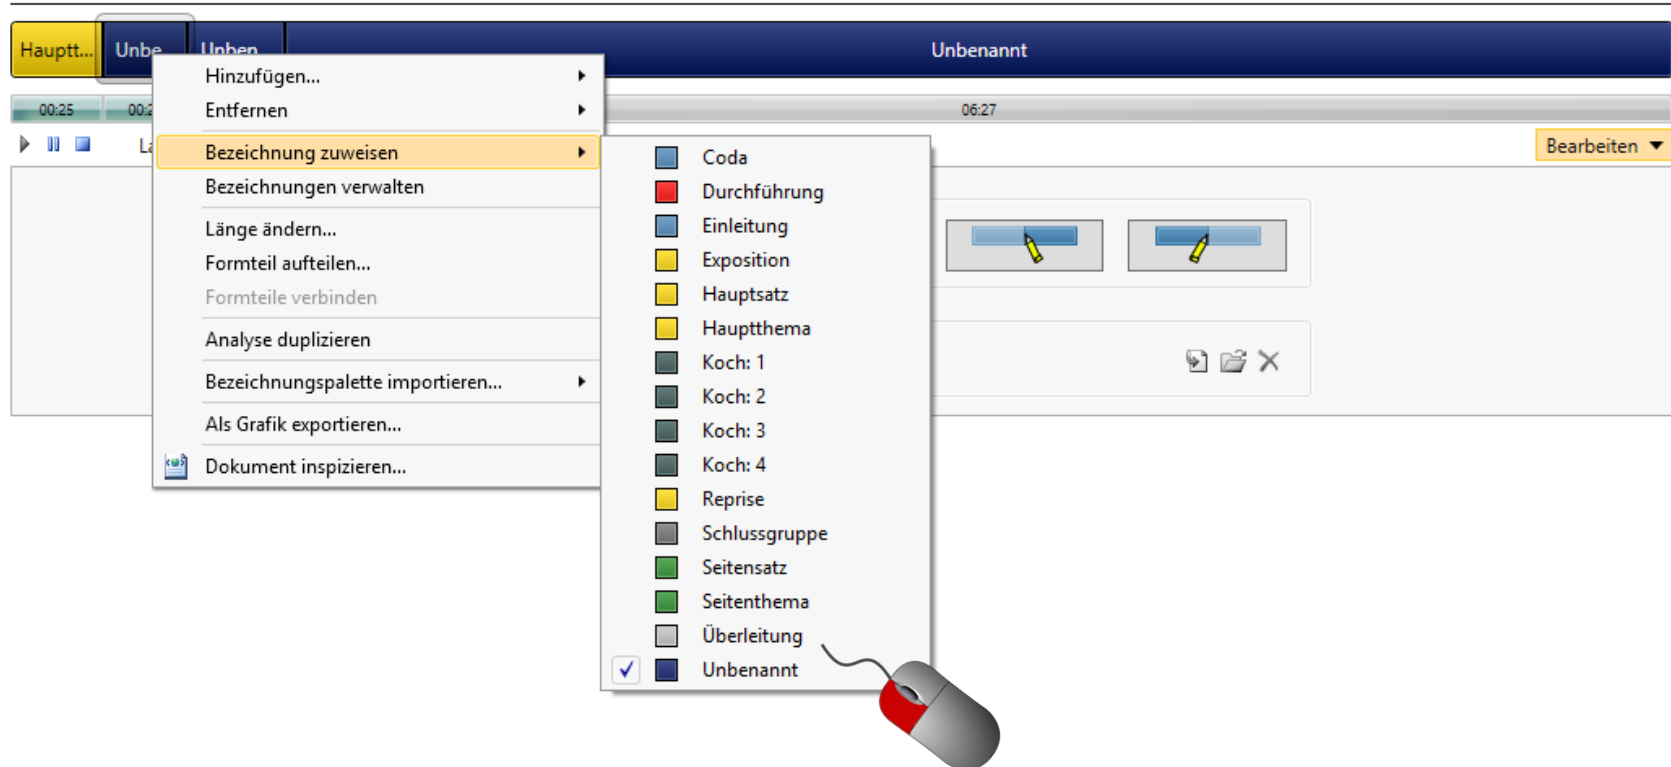 Hauptt... Unbe Unben Unbenannt
00:25 00:2 06:27
Bearbeiten
Hinzufügen...
Entfernen
Bezeichnung zuweisen
Bezeichnungen verwalten
Länge ändern...
Formteil aufteilen...
Formteile verbinden
Analyse duplizieren
Bezeichnungspalette importieren...
Als Grafik exportieren...
Dokument inspizieren...
Coda
Durchführung
Einleitung
Exposition
Hauptsatz
Hauptthema
Koch: 1
Koch: 2
Koch: 3
Koch: 4
Reprise
Schlussgruppe
Seitensatz
Seitenthema
Überleitung
Unbenannt